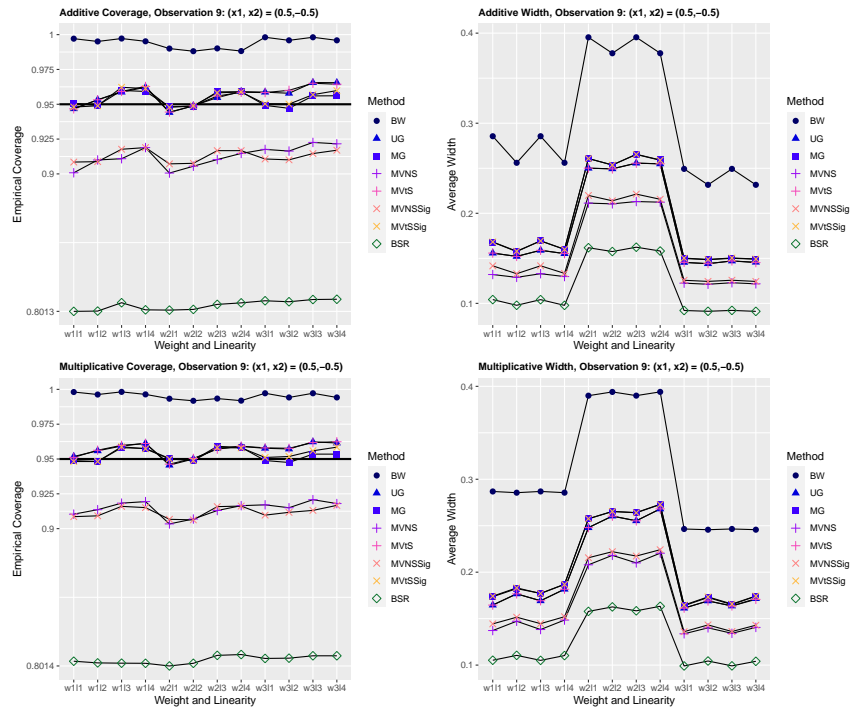 Additive Coverage, Observation 9: (x1, x2) = (0.5,−0.5)
Empirical Coverage
1
0.975
0.95
0.925
0.9
0.8013
w1l1 w1l2 w1l3 w1l4 w2l1 w2l2 w2l3 w2l4 w3l1 w3l2 w3l3 w3l4
Weight and Linearity
Method
BW
UG
MG
MVNS
MVtS
MVNSSig
MVtSSig
BSR
Additive Width, Observation 9: (x1, x2) = (0.5,−0.5)
Average Width
0.4
0.3
0.2
0.1
w1l1 w1l2 w1l3 w1l4 w2l1 w2l2 w2l3 w2l4 w3l1 w3l2 w3l3 w3l4
Weight and Linearity
Method
BW
UG
MG
MVNS
MVtS
MVNSSig
MVtSSig
BSR
Multiplicative Coverage, Observation 9: (x1, x2) = (0.5,−0.5)
Empirical Coverage
1
0.975
0.95
0.925
0.9
0.8014
w1l1 w1l2 w1l3 w1l4 w2l1 w2l2 w2l3 w2l4 w3l1 w3l2 w3l3 w3l4
Weight and Linearity
Method
BW
UG
MG
MVNS
MVtS
MVNSSig
MVtSSig
BSR
Multiplicative Width, Observation 9: (x1, x2) = (0.5,−0.5)
Average Width
0.4
0.3
0.2
0.1
w1l1 w1l2 w1l3 w1l4 w2l1 w2l2 w2l3 w2l4 w3l1 w3l2 w3l3 w3l4
Weight and Linearity
Method
BW
UG
MG
MVNS
MVtS
MVNSSig
MVtSSig
BSR